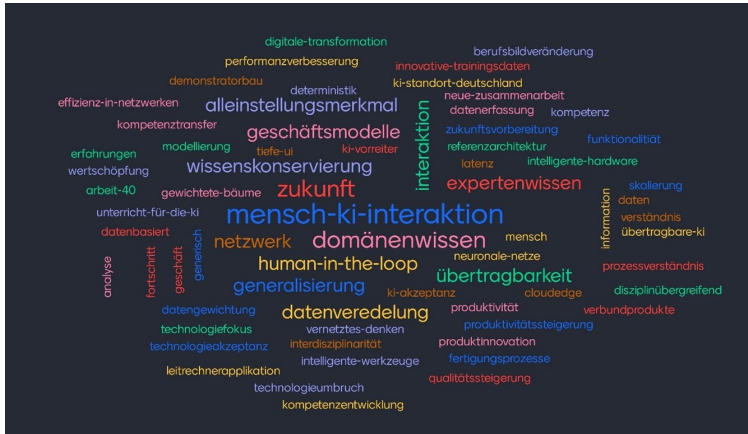 digitale-transformation
berufsbildveränderung
performanzverbesserung
innovative-trainingsdaten
demonstratorbau
ki-standort-deutschland
deterministik
neue-zusammenarbeit
effizienz-in-netzwerken
alleinstellungsmerkmal
datenerfassung
kompetenz
kompetenztransfer
geschäftsmodelle
interaktion
zukunftsvorbereitung
funktionalitiät
modellierung
tiefe-ui
ki-vorreiter
referenzarchitektur
erfahrungen
wissenskonservierung
latenz
intelligente-hardware
wertschöpfung
arbeit-40
gewichtete-bäume
zukunft
expertenwissen
skalierung
daten
unterricht-für-die-ki
mensch-ki-interaktion
information
verständnis
datenbasiert
netzwerk
domänenwissen
mensch
übertragbare-ki
analyse
fortschritt
geschäft
generisch
human-in-the-loop
neuronale-netze
prozessverständnis
generalisierung
übertragbarkeit
ki-akzeptanz
cloudedge
disziplinübergreifend
datengewichtung
datenveredelung
produktivität
verbundprodukte
technologiefokus
vernetztes-denken
produktivitätssteigerung
technologieakzeptanz
interdisziplinarität
produktinnovation
intelligente-werkzeuge
fertigungsprozesse
leitrechnerapplikation
qualitätssteigerung
technologieumbruch
kompetenzentwicklung